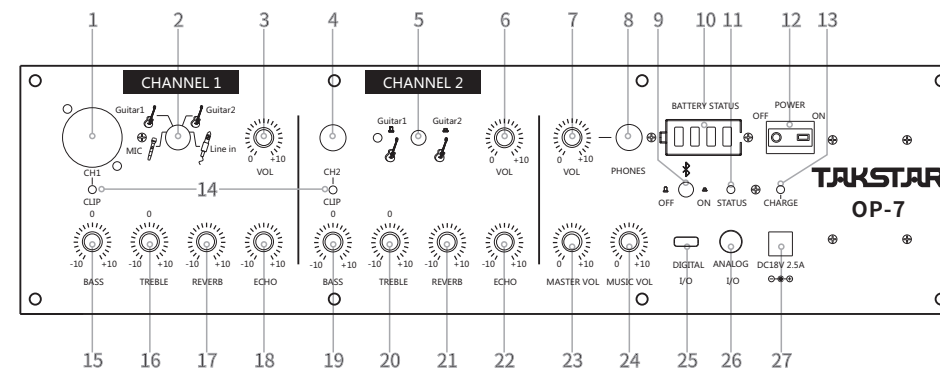 1 2 3 4 5 6 7 8 9 10 11 12 13
CHANNEL 1 CHANNEL 2
BATTERY STATUS POWER
OFF ON
Guitar1 Guitar2 Guitar1 Guitar2
MIC Line in
0 +10 0 +10 0 +10
VOL VOL VOL PHONES
CH1 CH2
14
CLIP CLIP
OFF ON STATUS CHARGE
TAKSTAR
OP-7
0 0 0 0
-10 +10 -10 +10 -10 +10 -10 +10 -10 +10 -10 +10 -10 +10 -10 +10 0 +10 0 +10
BASS TREBLE REVERB ECHO BASS TREBLE REVERB ECHO MASTER VOL MUSIC VOL
DIGITAL ANALOG DC18V 2.5A
I/O I/O
15 16 17 18 19 20 21 22 23 24 25 26 27